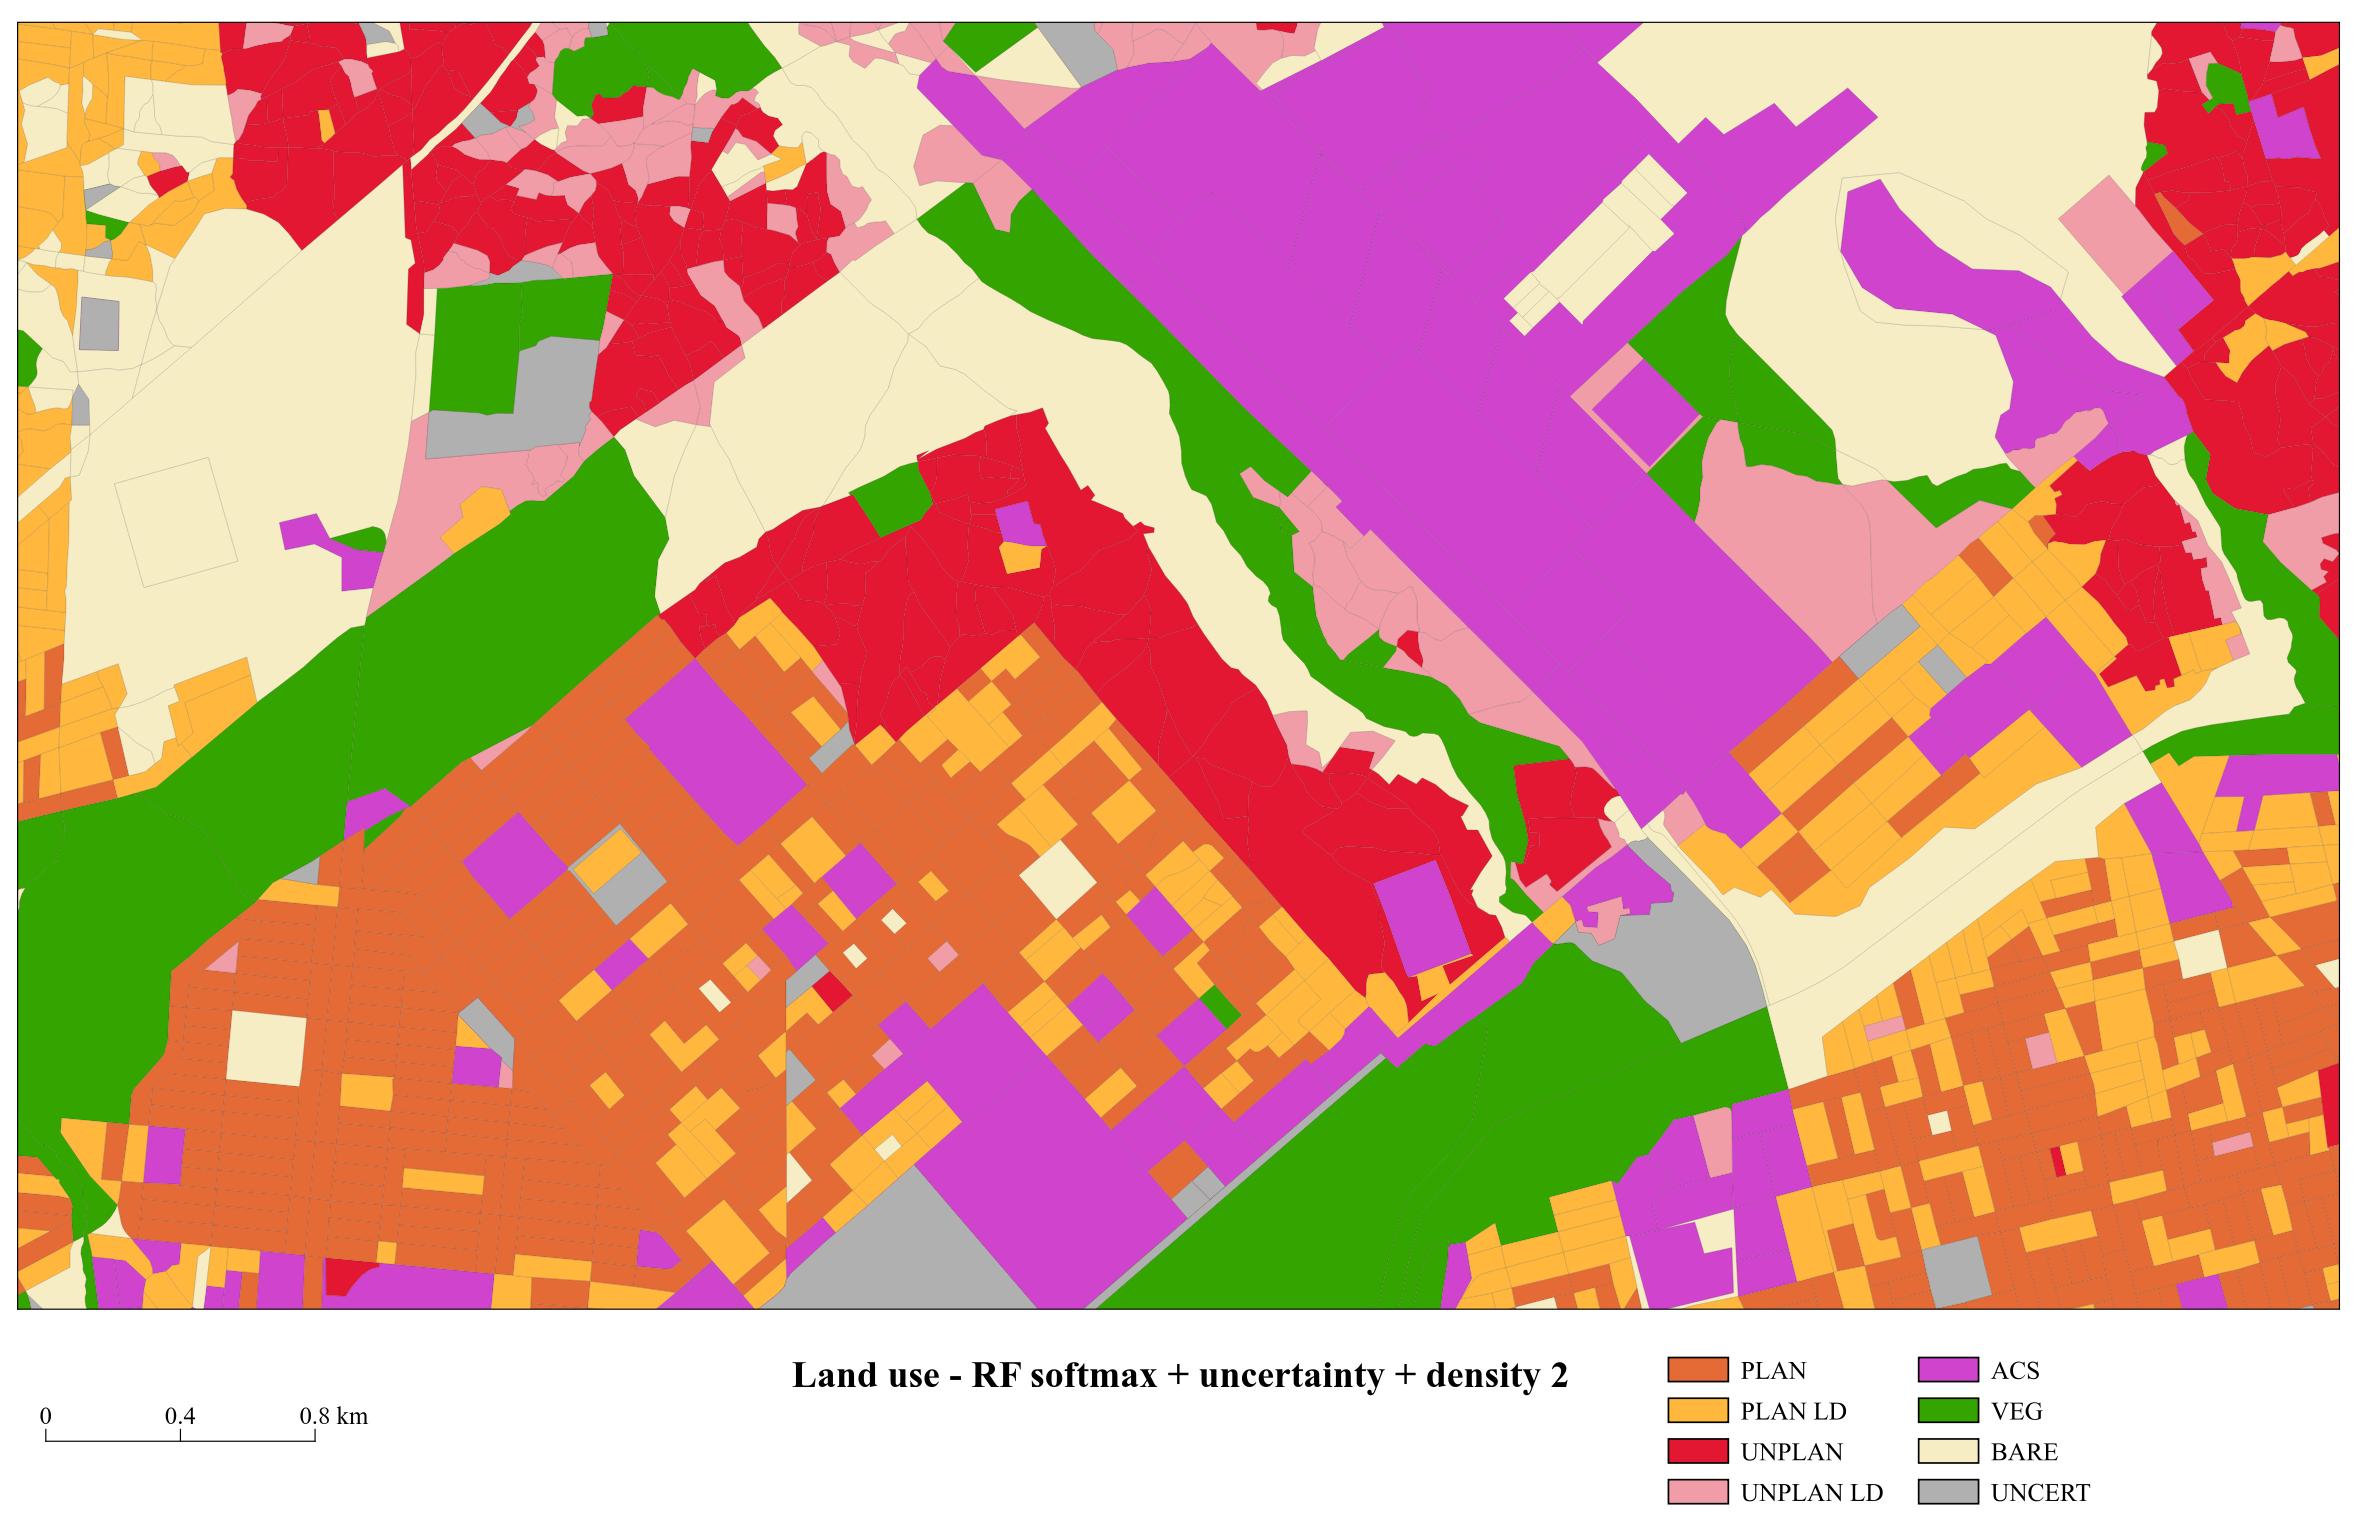 Land use - RF softmax + uncertainty + density 2
0 0.4 0.8 km
PLAN ACS
PLAN LD VEG
UNPLAN BARE
UNPLAN LD UNCERT